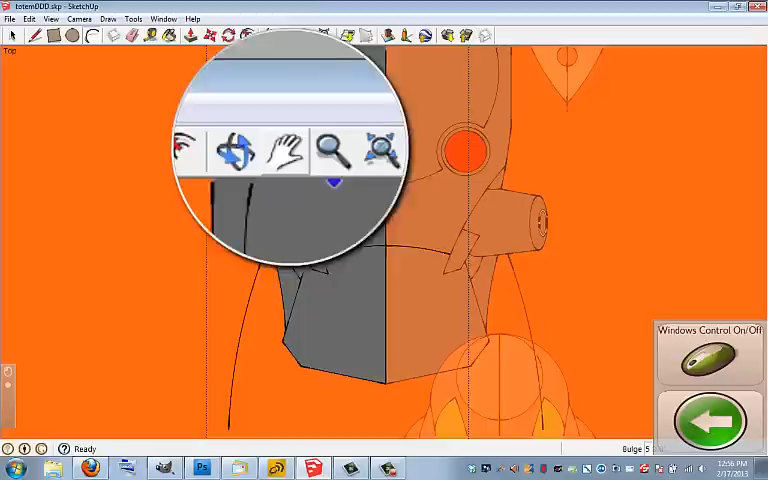 totemDDD.skp - SketchUp
File Edit View Camera Draw Tools Window Help
Top
Windows Control On/Off
Ready
Bulge 5
12:56 PM
2/17/2013